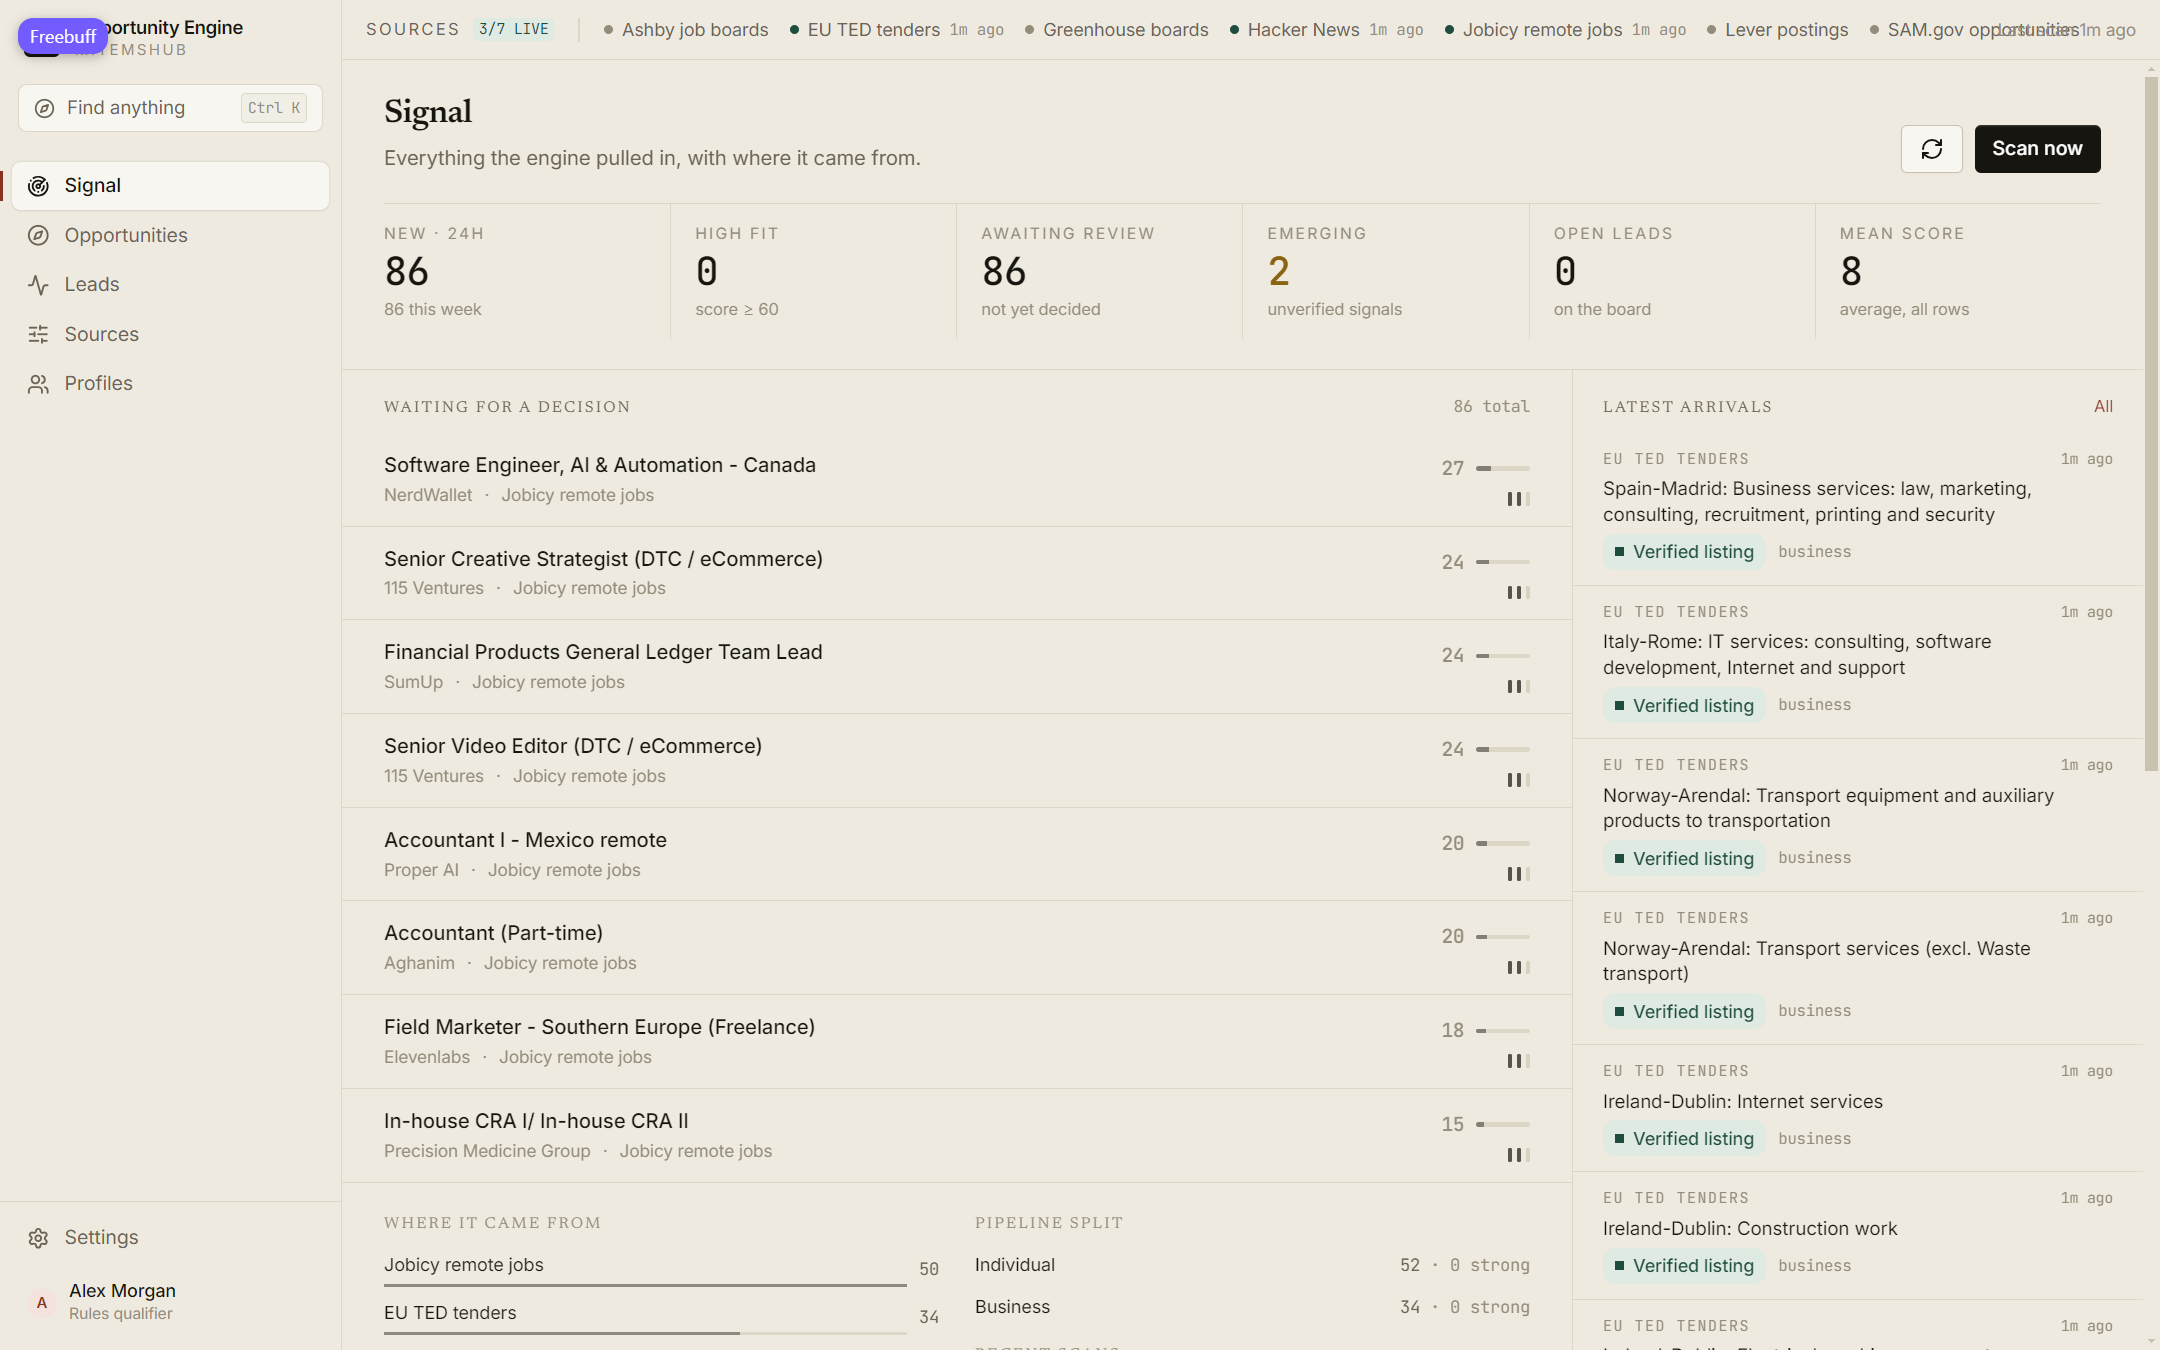 Freebuff
portunity Engine
TEMSHUB
Find anything
Ctrl K
Signal
Opportunities
Leads
Sources
Profiles
Settings
A
Alex Morgan
Rules qualifier
SOURCES 3/7 LIVE
Ashby job boards
EU TED tenders 1m ago
Greenhouse boards
Hacker News 1m ago
Jobicy remote jobs 1m ago
Lever postings
SAM.gov opportunities
Last scan 1m ago
Signal
Everything the engine pulled in, with where it came from.
Scan now
NEW · 24H
86
86 this week
HIGH FIT
0
score ≥ 60
AWAITING REVIEW
86
not yet decided
EMERGING
2
unverified signals
OPEN LEADS
0
on the board
MEAN SCORE
8
average, all rows
WAITING FOR A DECISION
86 total
Software Engineer, AI & Automation - Canada
27
NerdWallet · Jobicy remote jobs
Senior Creative Strategist (DTC / eCommerce)
24
115 Ventures · Jobicy remote jobs
Financial Products General Ledger Team Lead
24
SumUp · Jobicy remote jobs
Senior Video Editor (DTC / eCommerce)
24
115 Ventures · Jobicy remote jobs
Accountant I - Mexico remote
20
Proper AI · Jobicy remote jobs
Accountant (Part-time)
20
Aghanim · Jobicy remote jobs
Field Marketer - Southern Europe (Freelance)
18
Elevenlabs · Jobicy remote jobs
In-house CRA I/ In-house CRA II
15
Precision Medicine Group · Jobicy remote jobs
WHERE IT CAME FROM
Jobicy remote jobs
50
EU TED tenders
34
PIPELINE SPLIT
Individual
52 · 0 strong
Business
34 · 0 strong
RECENT SCANS
LATEST ARRIVALS
All
EU TED TENDERS
1m ago
Spain-Madrid: Business services: law, marketing,
consulting, recruitment, printing and security
Verified listing business
EU TED TENDERS
1m ago
Italy-Rome: IT services: consulting, software
development, Internet and support
Verified listing business
EU TED TENDERS
1m ago
Norway-Arendal: Transport equipment and auxiliary
products to transportation
Verified listing business
EU TED TENDERS
1m ago
Norway-Arendal: Transport services (excl. Waste
transport)
Verified listing business
EU TED TENDERS
1m ago
Ireland-Dublin: Internet services
Verified listing business
EU TED TENDERS
1m ago
Ireland-Dublin: Construction work
Verified listing business
EU TED TENDERS
1m ago